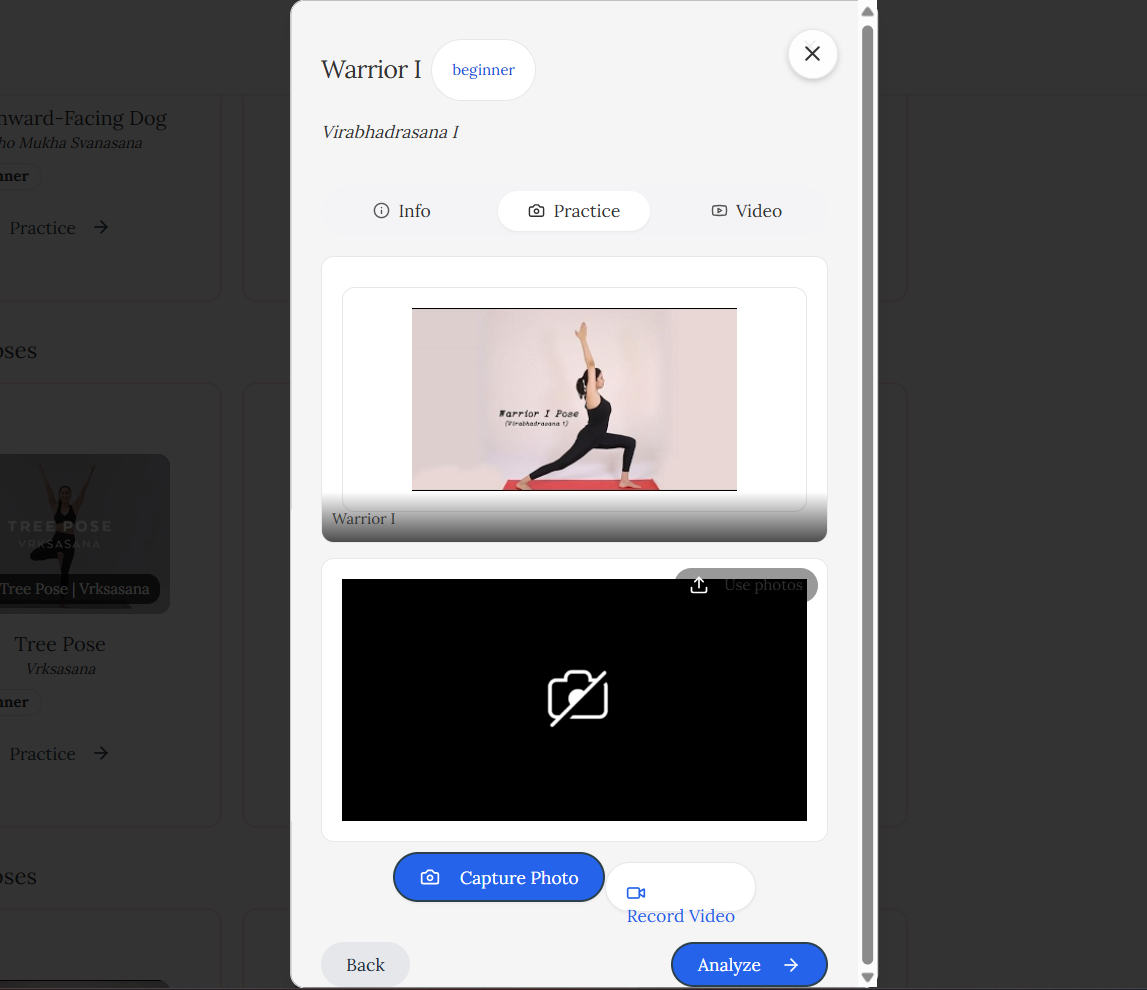 Warrior I
beginner
Virabhadrasana I
Info
Practice
Video
Warrior I Pose
(Virabhadrasana 1)
Warrior I
Use photos
Capture Photo
Record Video
Back
Analyze
nward-Facing Dog
ho Mukha Svanasana
nner
Practice
oses
TREE POSE
VRKSASANA
Tree Pose | Vrksasana
Tree Pose
Vrksasana
nner
Practice
oses